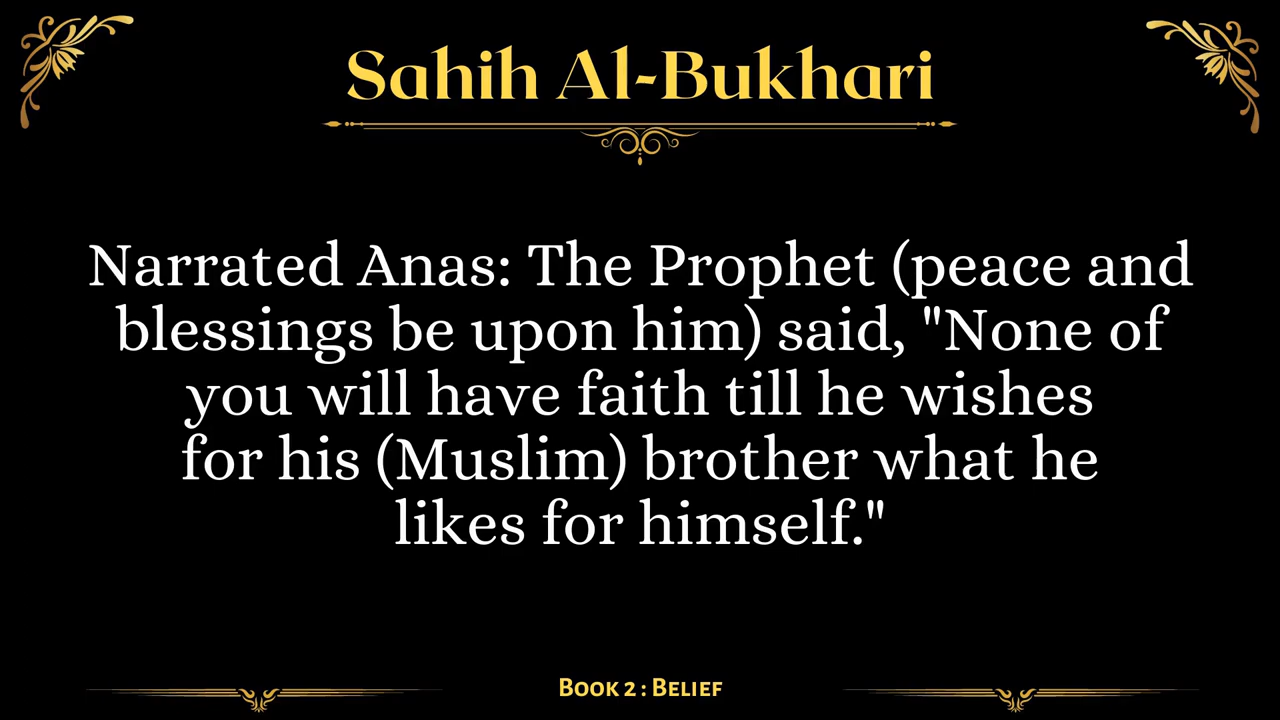 Sahih Al-Bukhari
Narrated Anas: The Prophet (peace and
blessings be upon him) said, "None of
you will have faith till he wishes
for his (Muslim) brother what he
likes for himself."
Book 2 : Belief